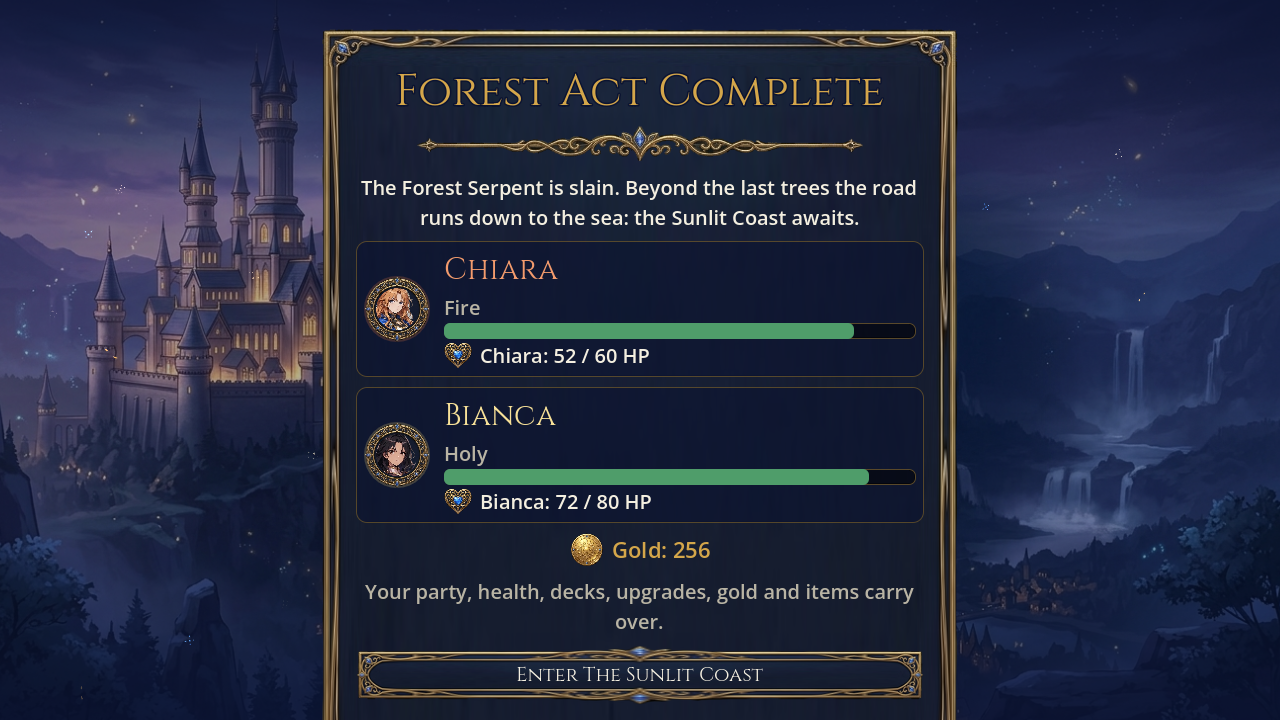 Forest Act Complete
The Forest Serpent is slain. Beyond the last trees the road
runs down to the sea: the Sunlit Coast awaits.
Chiara
Fire
Chiara: 52 / 60 HP
Bianca
Holy
Bianca: 72 / 80 HP
Gold: 256
Your party, health, decks, upgrades, gold and items carry
over.
Enter The Sunlit Coast